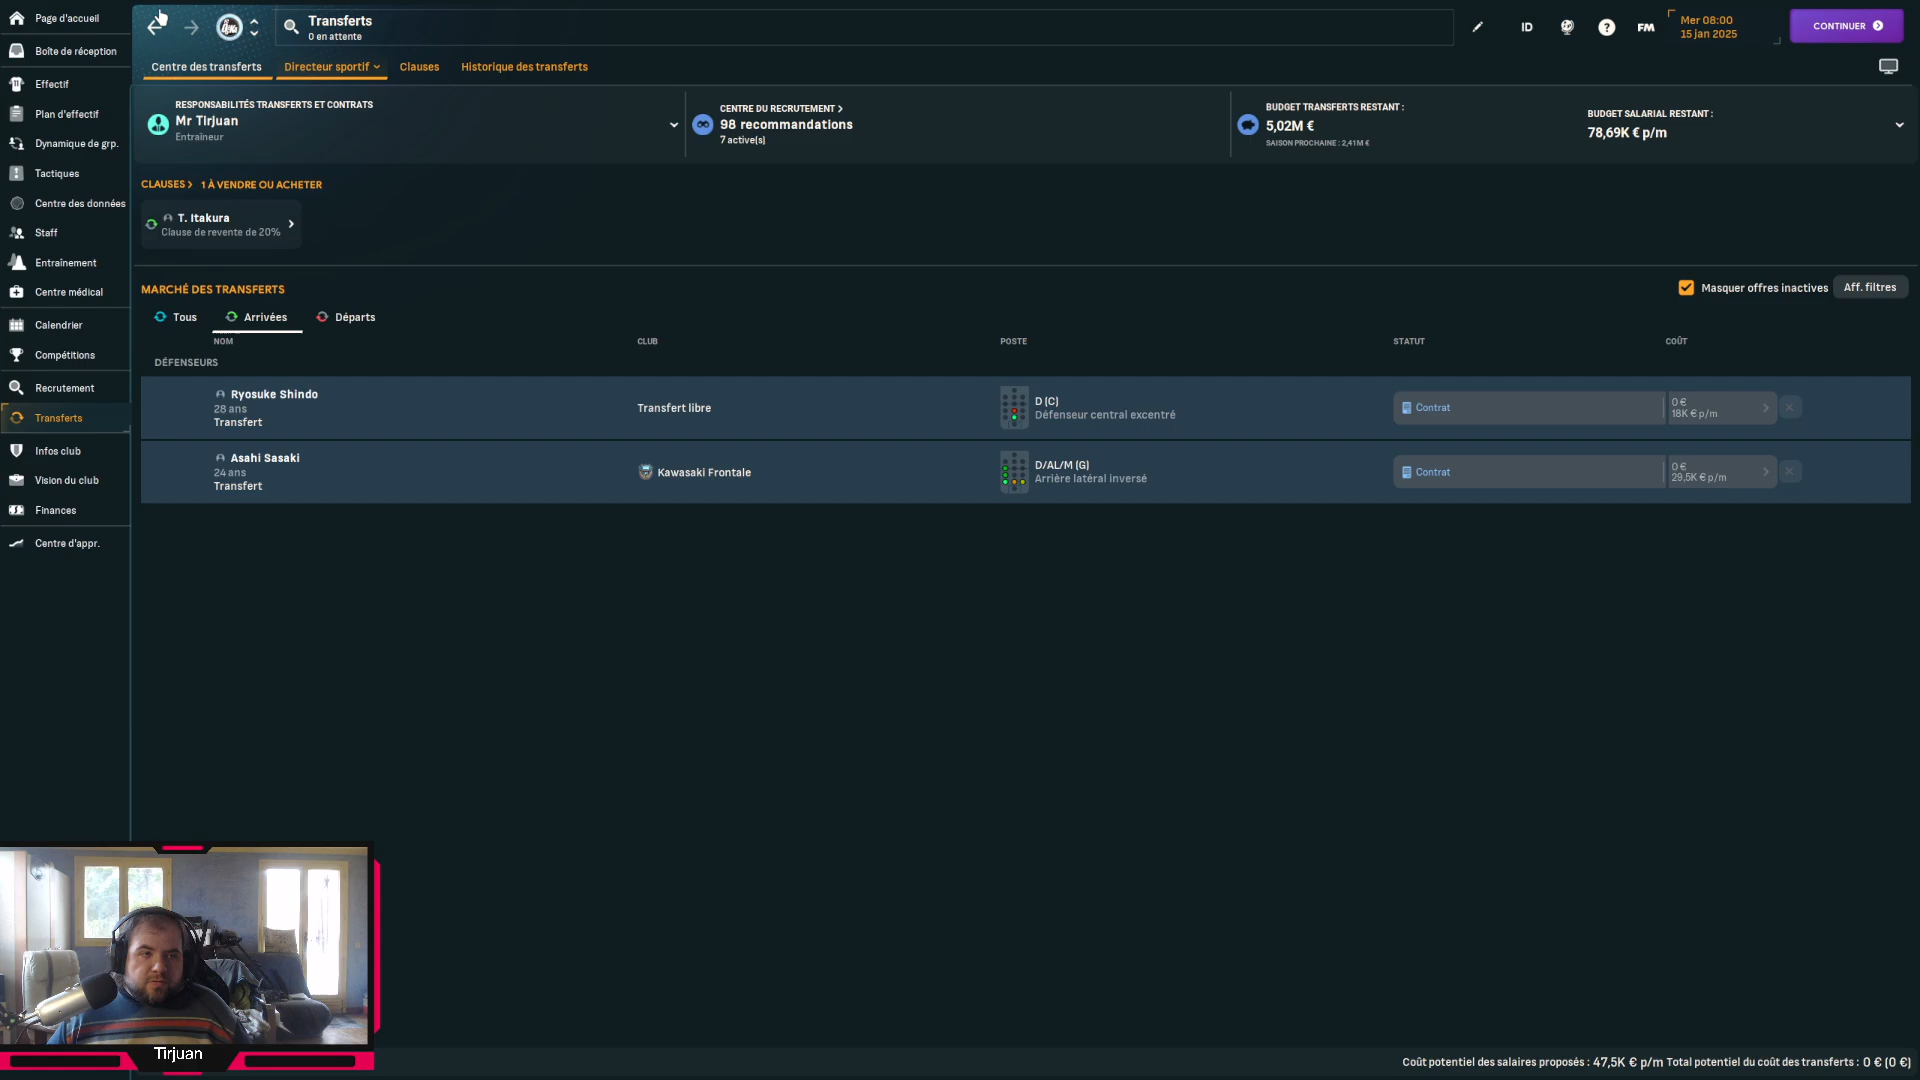 Page d'accueil
Boîte de réception
Effectif
Plan d'effectif
Dynamique de grp.
Tactiques
Centre des données
Staff
Entraînement
Centre médical
Calendrier
Compétitions
Recrutement
Transferts
Infos club
Vision du club
Finances
Centre d'appr.
Transferts
0 en attente
ID
FM
Mer 08:00
15 jan 2025
CONTINUER
Centre des transferts
Directeur sportif
Clauses
Historique des transferts
RESPONSABILITÉS TRANSFERTS ET CONTRATS
Mr Tirjuan
Entraîneur
CENTRE DU RECRUTEMENT >
98 recommandations
7 active(s)
BUDGET TRANSFERTS RESTANT :
5,02M €
SAISON PROCHAINE : 2,41M €
BUDGET SALARIAL RESTANT :
78,69K € p/m
CLAUSES > 1 À VENDRE OU ACHETER
T. Itakura
Clause de revente de 20%
MARCHÉ DES TRANSFERTS
Masquer offres inactives
Aff. filtres
Tous
Arrivées
Départs
NOM
CLUB
POSTE
STATUT
COÛT
DÉFENSEURS
Ryosuke Shindo
28 ans
Transfert
Transfert libre
D (C)
Défenseur central excentré
Contrat
0 €
18K € p/m
Asahi Sasaki
24 ans
Transfert
Kawasaki Frontale
D/AL/M (G)
Arrière latéral inversé
Contrat
0 €
29,5K € p/m
Tirjuan
Coût potentiel des salaires proposés : 47,5K € p/m Total potentiel du coût des transferts : 0 € (0 €)